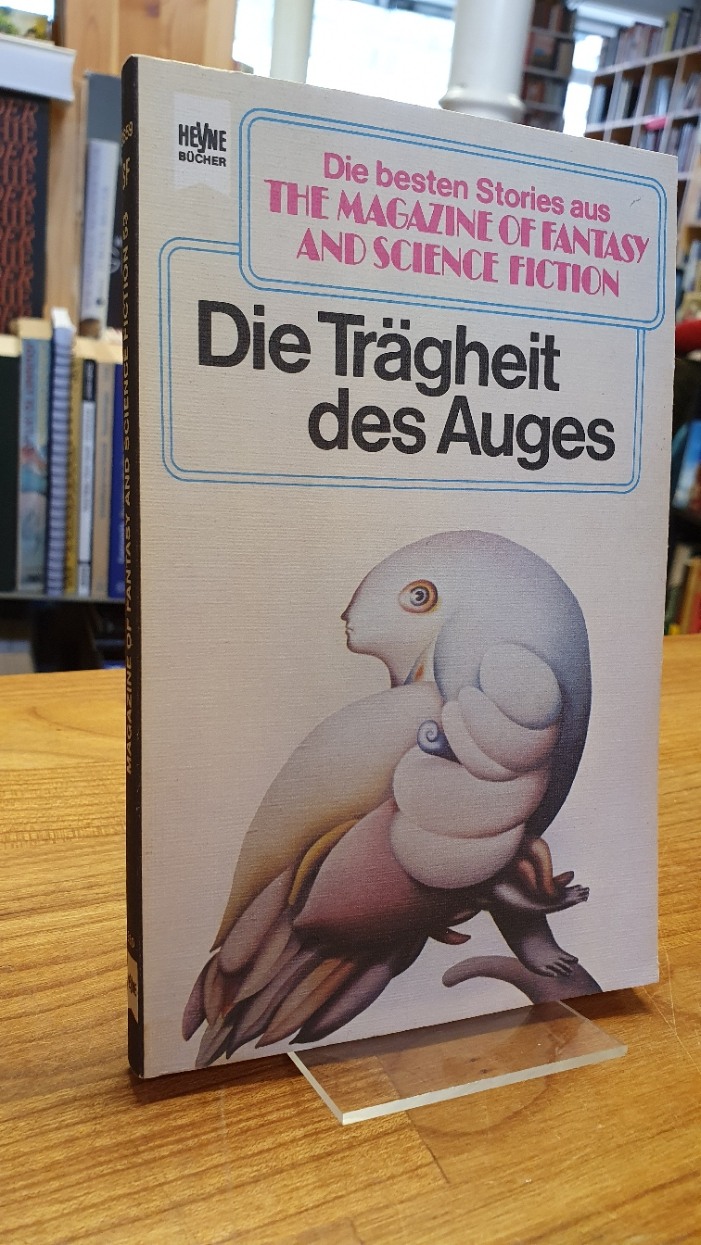 HEYNE
BÜCHER
Die besten Stories aus
THE MAGAZINE OF FANTASY
AND SCIENCE FICTION
Die Trägheit
des Auges
MAGAZINE OF FANTASY AND SCIENCE FICTION 53